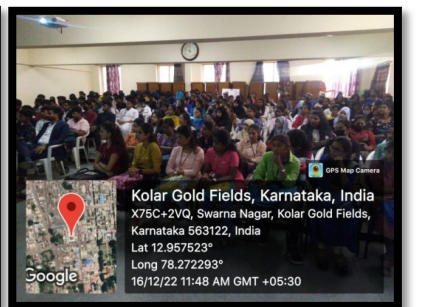 GPS Map Camera
Kolar Gold Fields, Karnataka, India
X75C+2VQ, Swarna Nagar, Kolar Gold Fields,
Karnataka 563122, India
Lat 12.957523°
Long 78.272293°
16/12/22 11:48 AM GMT +05:30
Google